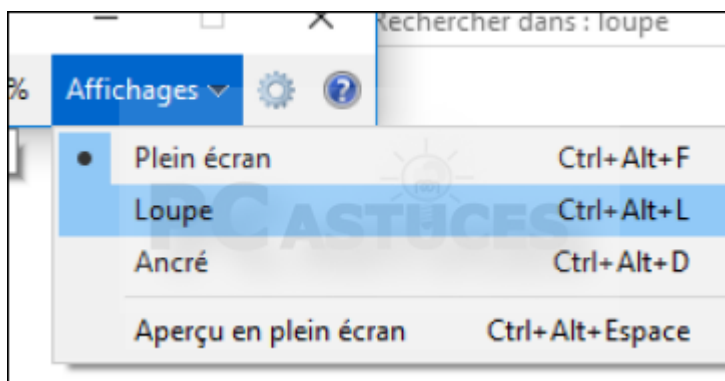 Rechercher dans : loupe
% Affichages
Plein écran Ctrl+Alt+F
Loupe Ctrl+Alt+L
Ancré Ctrl+Alt+D
Aperçu en plein écran Ctrl+Alt+Espace
PC ASTUCES